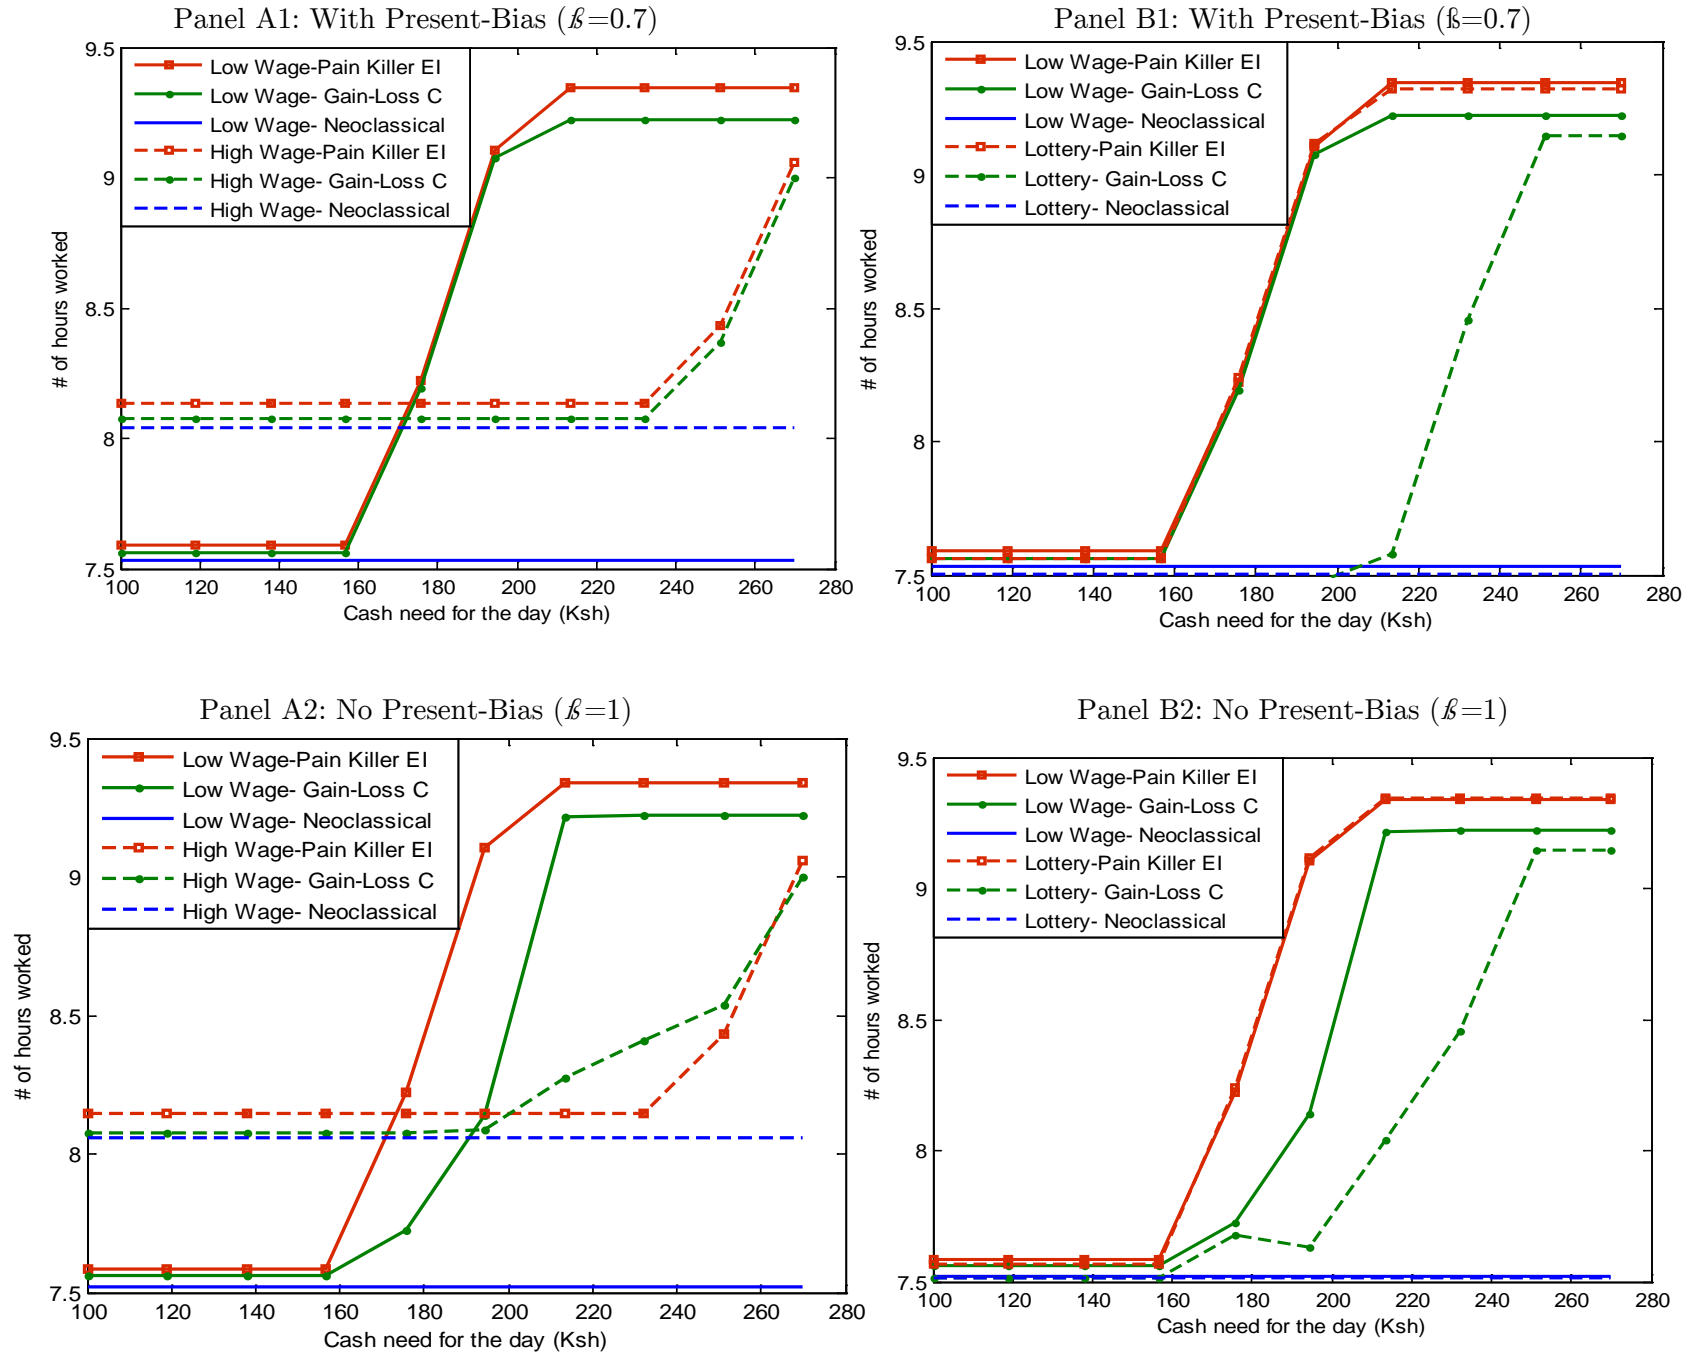 Panel A1: With Present-Bias (ß=0.7)
9.5
9
8.5
8
7.5
# of hours worked
Low Wage-Pain Killer EI
Low Wage- Gain-Loss C
Low Wage- Neoclassical
High Wage-Pain Killer EI
High Wage- Gain-Loss C
High Wage- Neoclassical
100 120 140 160 180 200 220 240 260 280
Cash need for the day (Ksh)
Panel B1: With Present-Bias (ß=0.7)
9.5
9
8.5
8
7.5
# of hours worked
Low Wage-Pain Killer EI
Low Wage- Gain-Loss C
Low Wage- Neoclassical
Lottery-Pain Killer EI
Lottery- Gain-Loss C
Lottery- Neoclassical
100 120 140 160 180 200 220 240 260 280
Cash need for the day (Ksh)
Panel A2: No Present-Bias (ß=1)
9.5
9
8.5
8
7.5
# of hours worked
Low Wage-Pain Killer EI
Low Wage- Gain-Loss C
Low Wage- Neoclassical
High Wage-Pain Killer EI
High Wage- Gain-Loss C
High Wage- Neoclassical
100 120 140 160 180 200 220 240 260 280
Cash need for the day (Ksh)
Panel B2: No Present-Bias (ß=1)
9.5
9
8.5
8
7.5
# of hours worked
Low Wage-Pain Killer EI
Low Wage- Gain-Loss C
Low Wage- Neoclassical
Lottery-Pain Killer EI
Lottery- Gain-Loss C
Lottery- Neoclassical
100 120 140 160 180 200 220 240 260 280
Cash need for the day (Ksh)